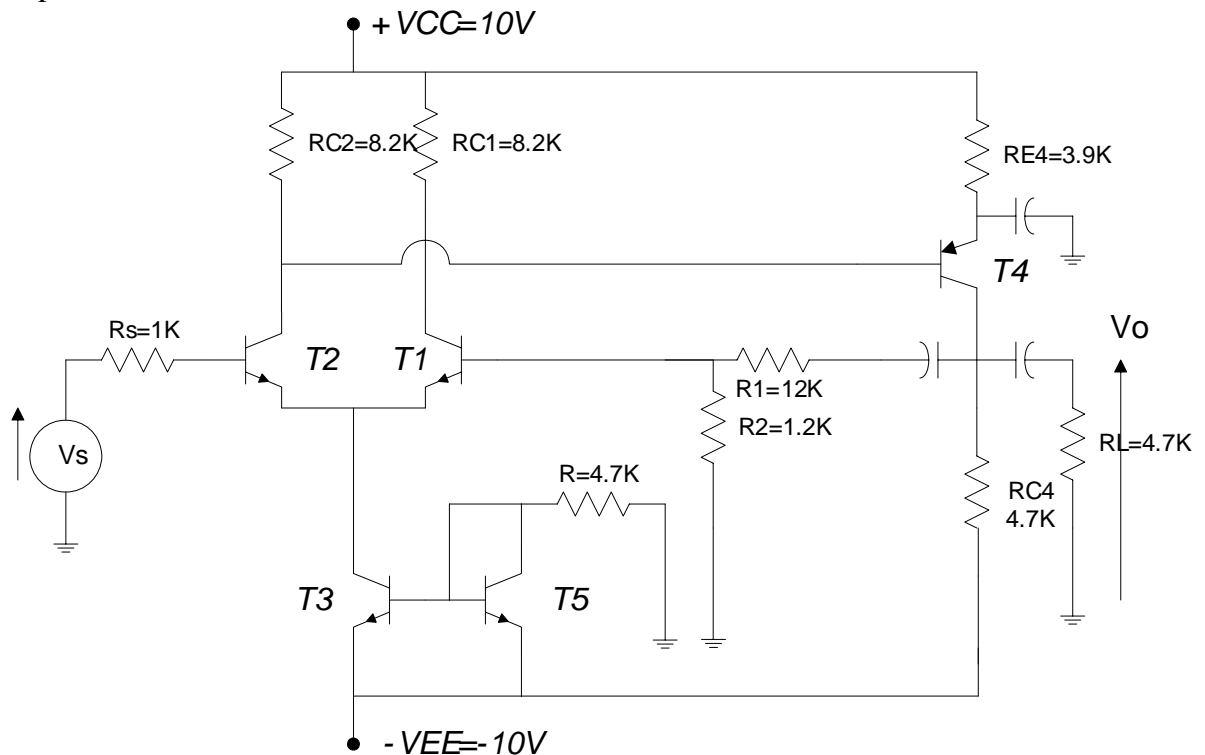 + VCC=10V
RC2=8.2K
RC1=8.2K
RE4=3.9K
T4
Rs=1K
T2
T1
Vo
R1=12K
R2=1.2K
RL=4.7K
Vs
R=4.7K
RC4
4.7K
T3
T5
- VEE=-10V